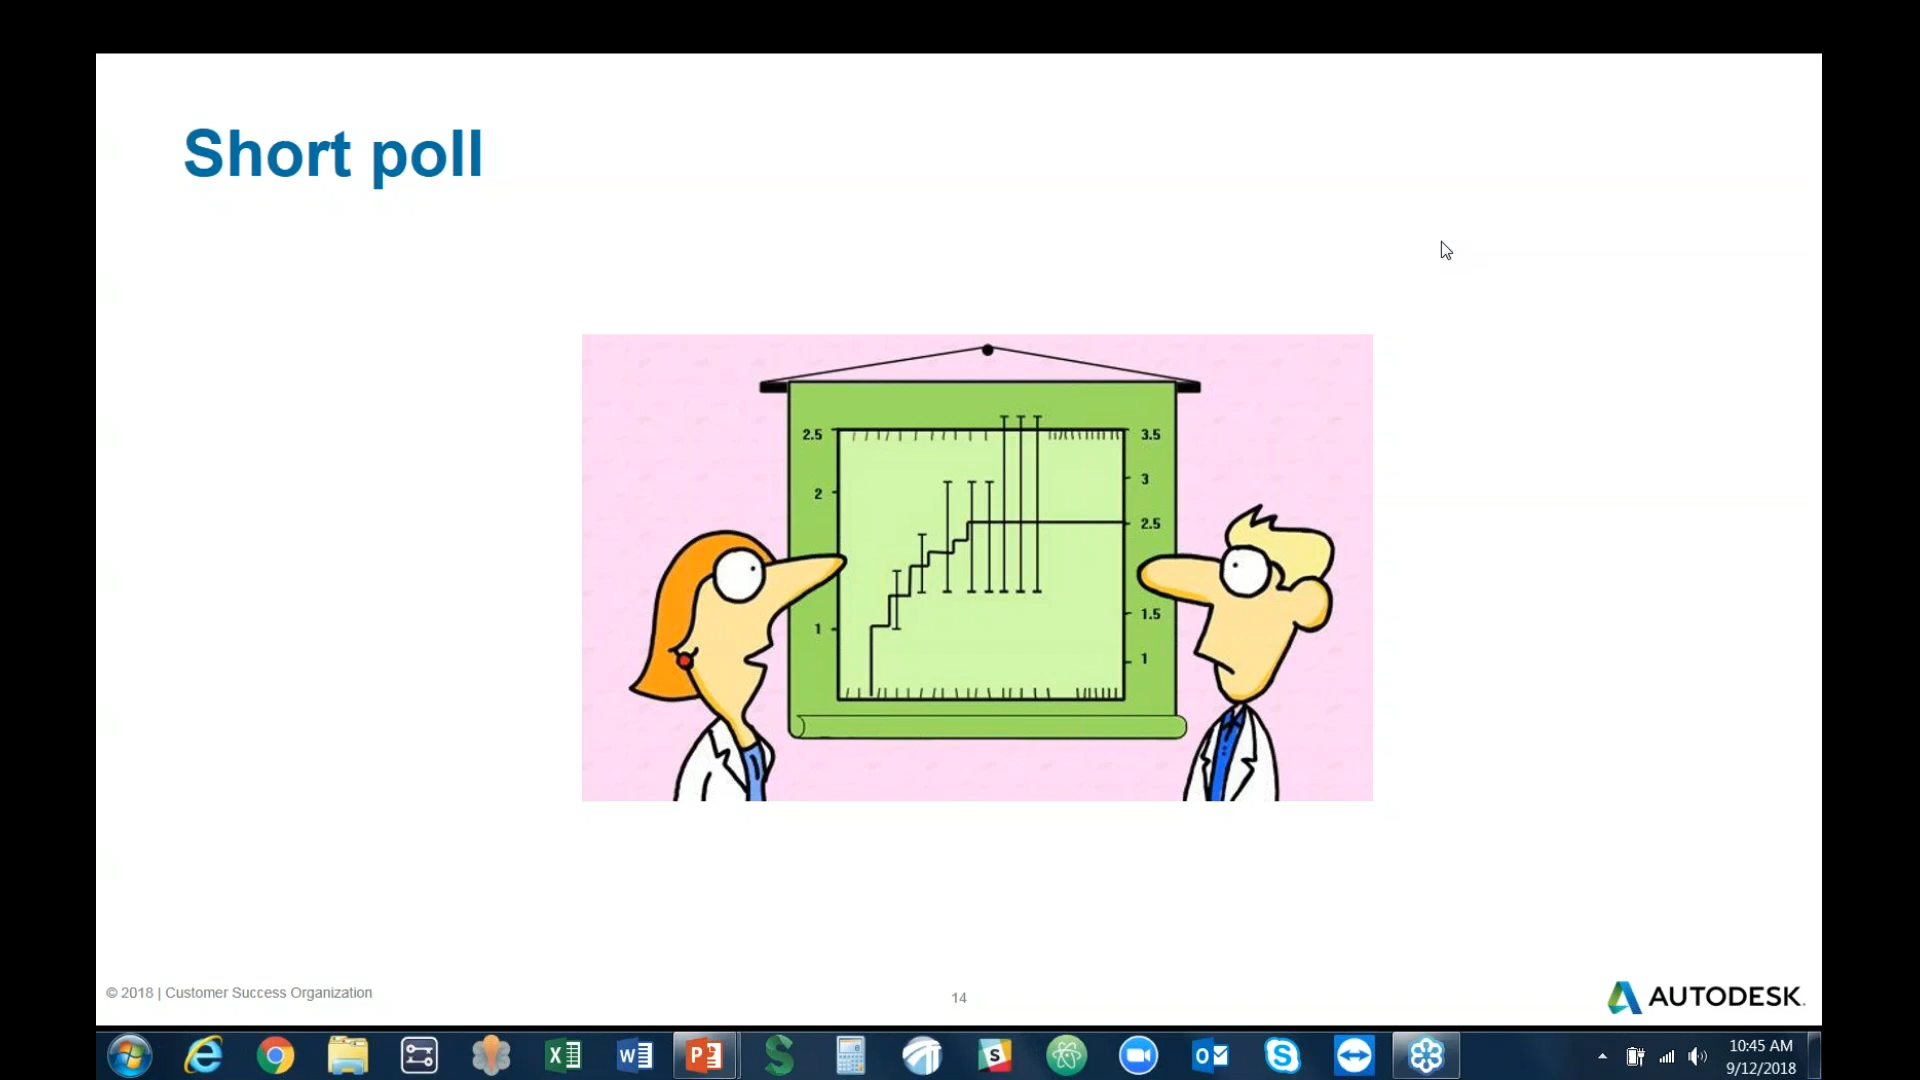 Short poll
2.5
3.5
2
3
2.5
1
1.5
1
© 2018 | Customer Success Organization
14
AUTODESK.
10:45 AM
9/12/2018